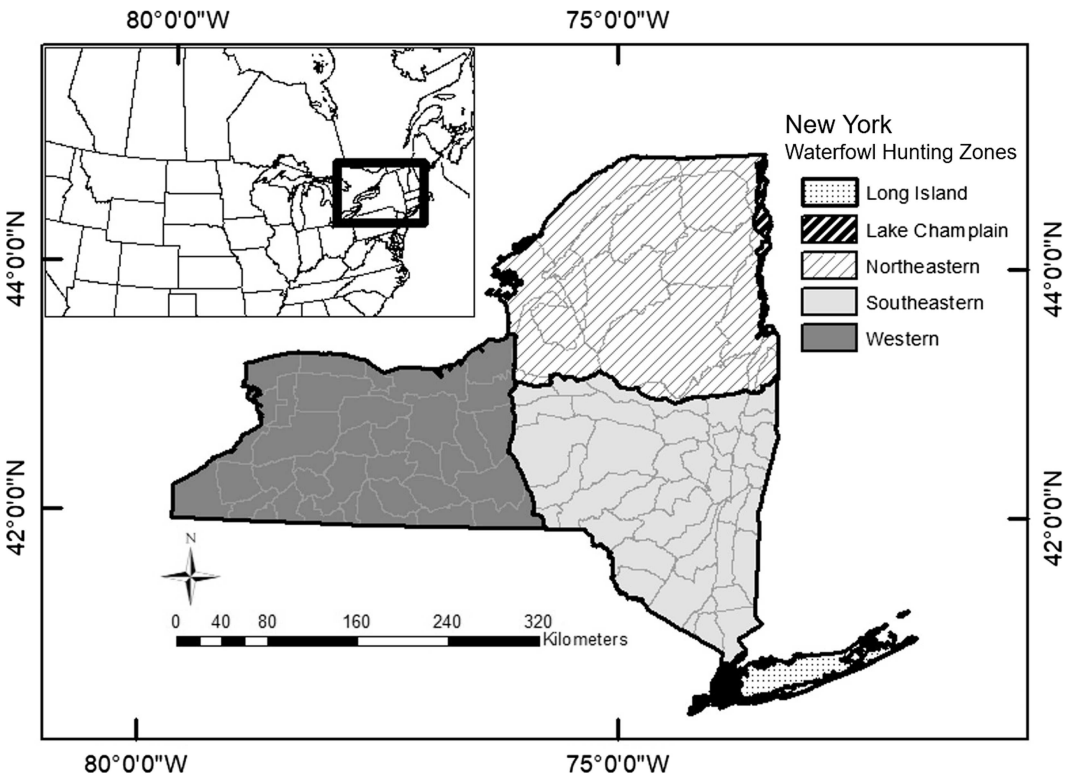 80°0'0"W
75°0'0"W
44°0'0"N
44°0'0"N
42°0'0"N
42°0'0"N
New York
Waterfowl Hunting Zones
Long Island
Lake Champlain
Northeastern
Southeastern
Western
N
0 40 80 160 240 320
Kilometers
80°0'0"W
75°0'0"W